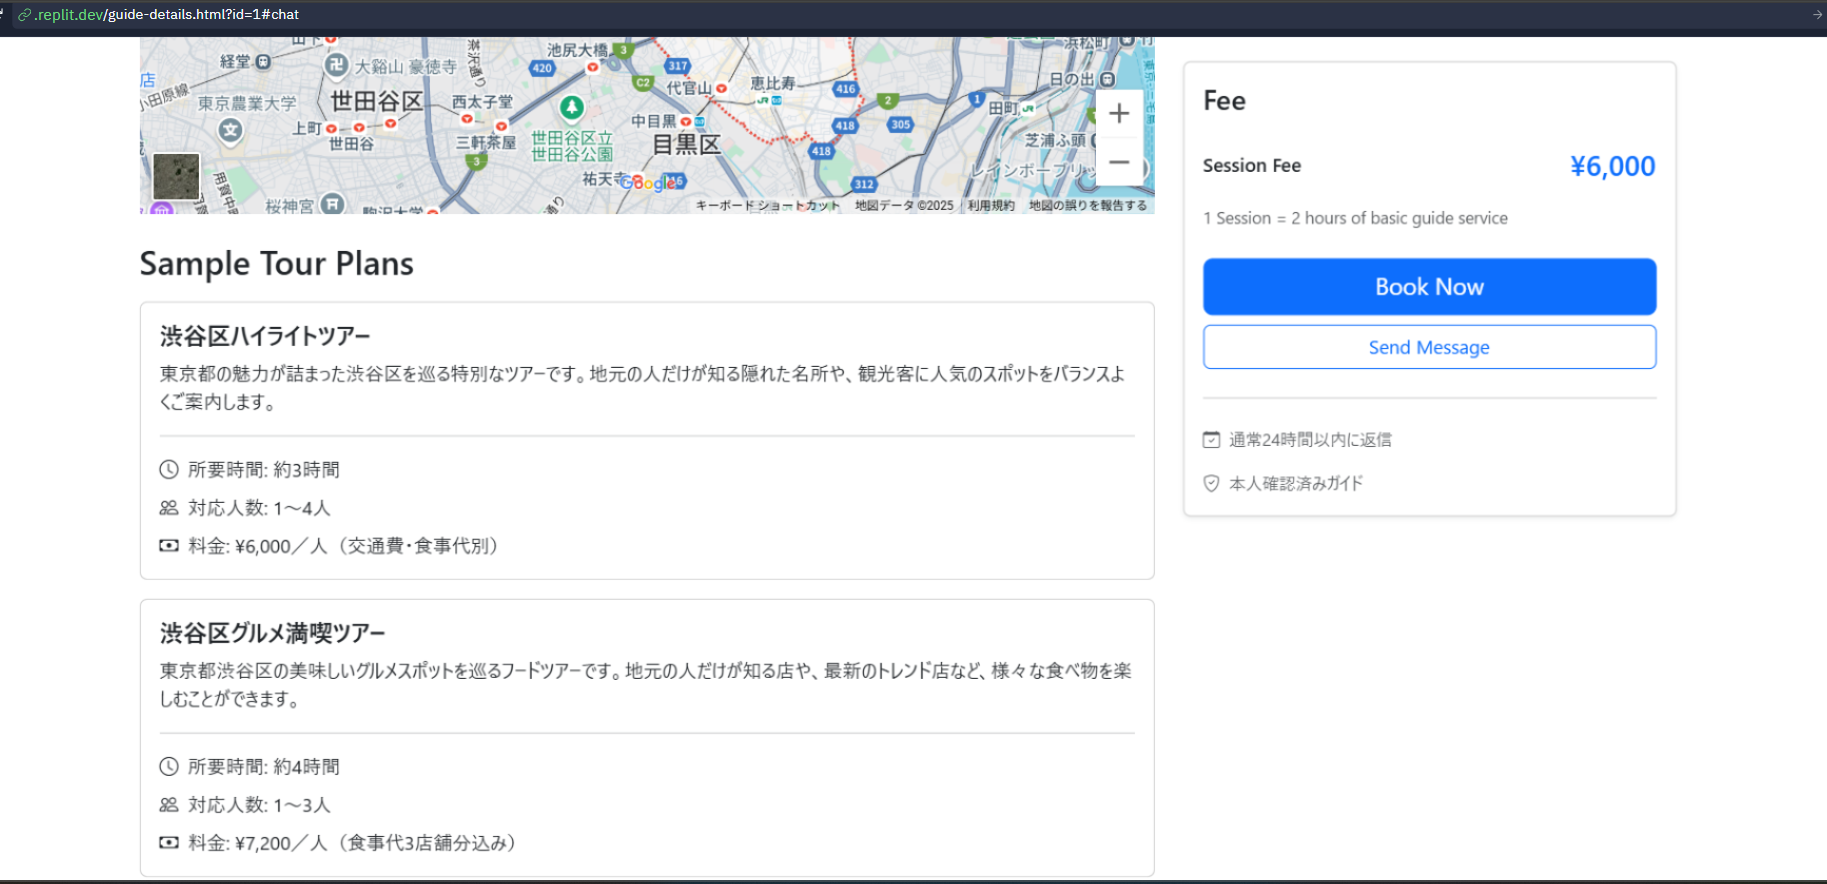 .replit.dev/guide-details.html?id=1#chat
経堂
大谿山 豪徳寺
池尻大橋
3
420
317
C2
代官山
恵比寿
416
2
1
田町
日の出
浜松町
店
小田原線
東京農業大学
世田谷区
西太子堂
上町
世田谷
三軒茶屋
3
世田谷区立
世田谷公園
中目黒
目黒区
418
305
418
芝浦ふ頭
レインボーブリッ
312
祐天寺
Google
桜神宮
駒沢大学
キーボード ショートカット
地図データ ©2025
利用規約
地図の誤りを報告する
+
−
Sample Tour Plans
渋谷区ハイライトツアー
東京都の魅力が詰まった渋谷区を巡る特別なツアーです。地元の人だけが知る隠れた名所や、観光客に人気のスポットをバランスよ
くご案内します。
所要時間: 約3時間
対応人数: 1〜4人
料金: ¥6,000／人（交通費・食事代別）
渋谷区グルメ満喫ツアー
東京都渋谷区の美味しいグルメスポットを巡るフードツアーです。地元の人だけが知る店や、最新のトレンド店など、様々な食べ物を楽
しむことができます。
所要時間: 約4時間
対応人数: 1〜3人
料金: ¥7,200／人（食事代3店舗分込み）
Fee
Session Fee
¥6,000
1 Session = 2 hours of basic guide service
Book Now
Send Message
通常24時間以内に返信
本人確認済みガイド